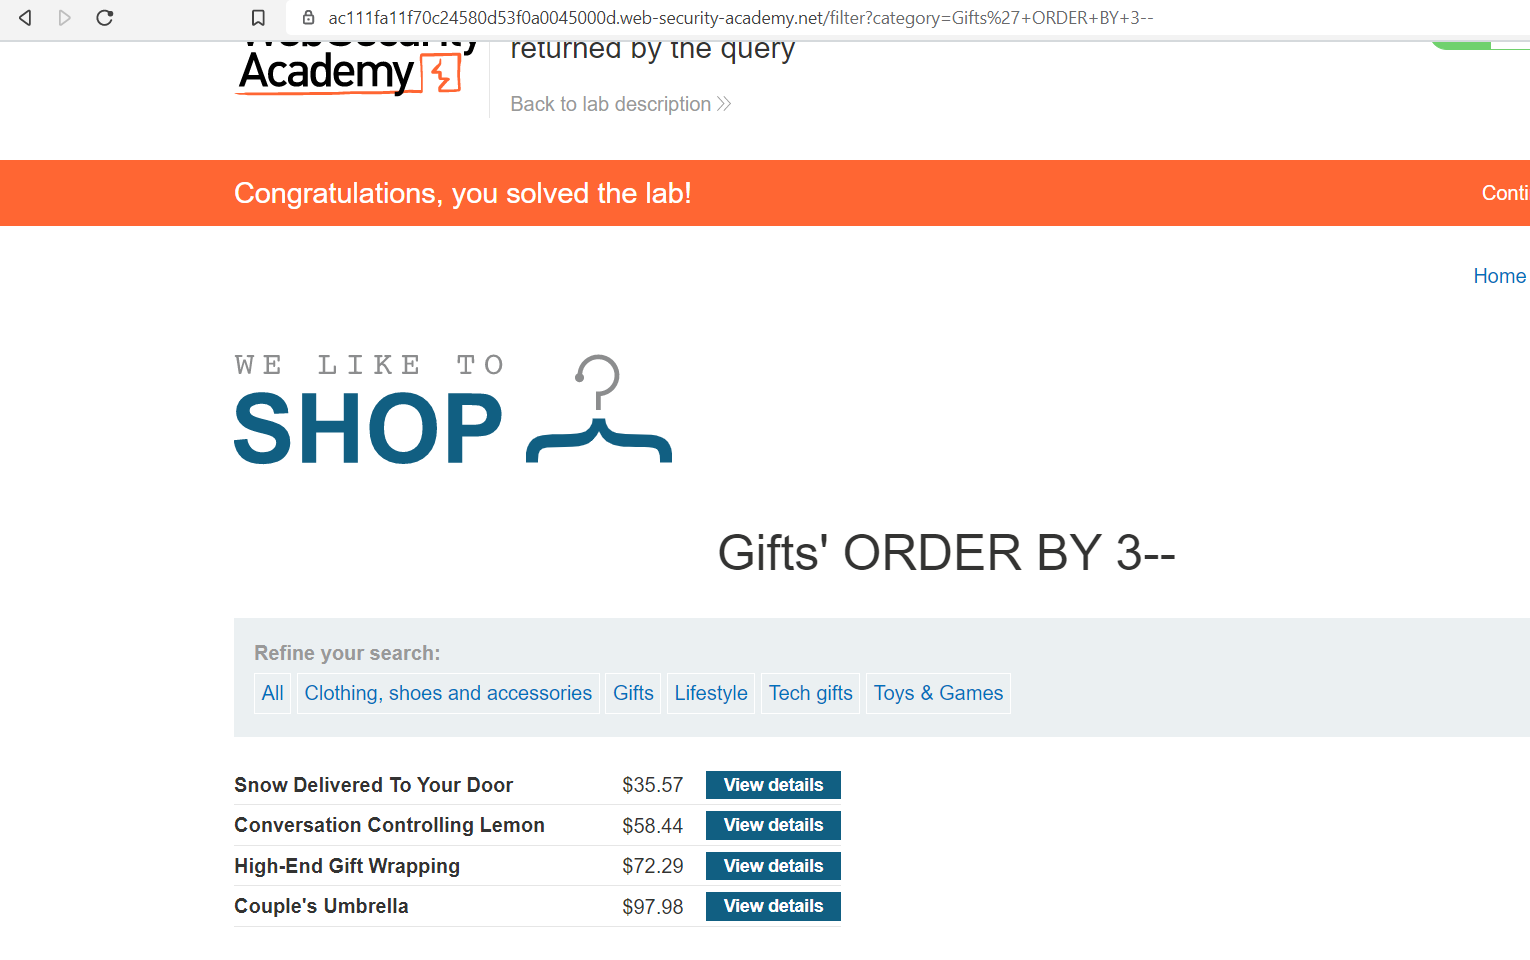 ac111fa11f70c24580d53f0a0045000d.web-security-academy.net/filter?category=Gifts%27+ORDER+BY+3--
WebSecurity
Academy
returned by the query
Back to lab description
Congratulations, you solved the lab!
Conti
Home
WE LIKE TO
SHOP
Gifts' ORDER BY 3--
Refine your search:
All Clothing, shoes and accessories Gifts Lifestyle Tech gifts Toys & Games
Snow Delivered To Your Door $35.57 View details
Conversation Controlling Lemon $58.44 View details
High-End Gift Wrapping $72.29 View details
Couple's Umbrella $97.98 View details